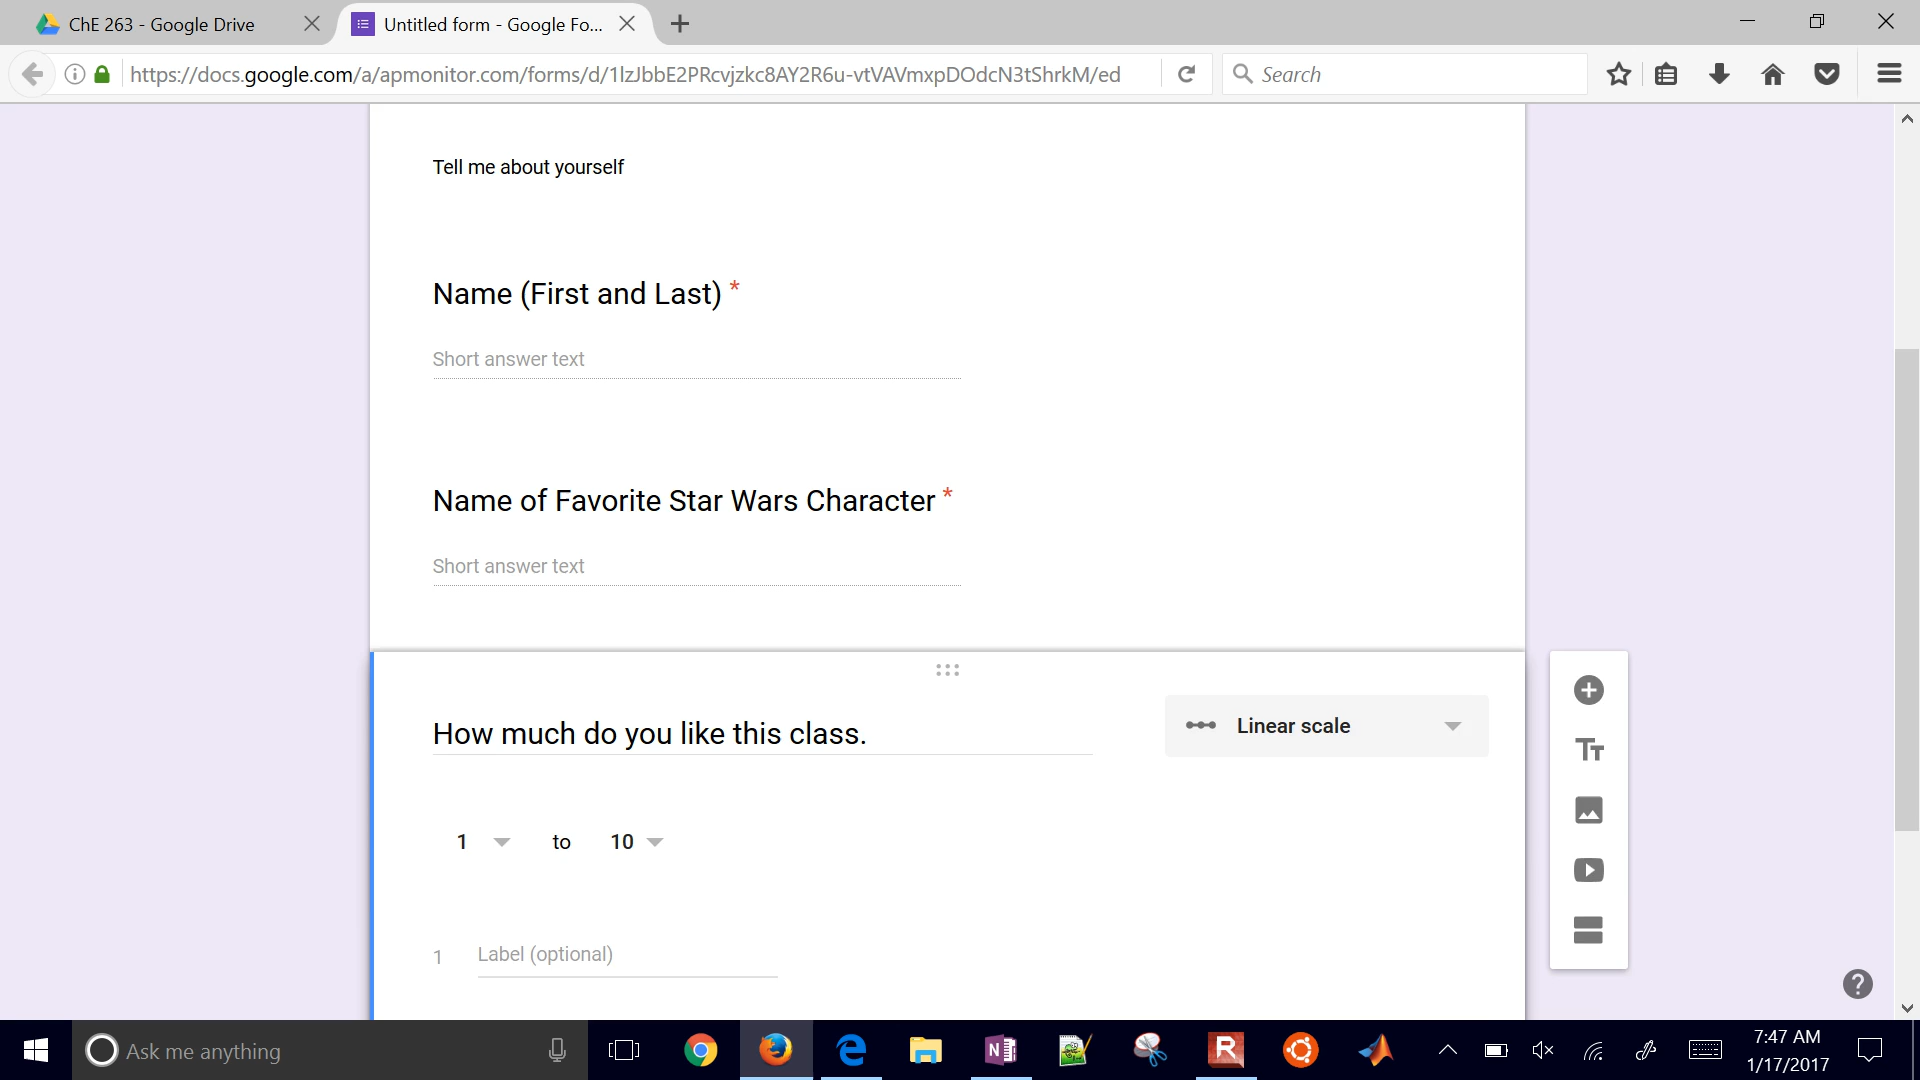 ChE 263 - Google Drive
Untitled form - Google Fo...
https://docs.google.com/a/apmonitor.com/forms/d/1lzJbbE2PRcvjzkc8AY2R6u-vtVAVmxpDOdcN3tShrkM/ed
Search
Tell me about yourself
Name (First and Last) *
Short answer text
Name of Favorite Star Wars Character *
Short answer text
How much do you like this class.
Linear scale
1 to 10
1 Label (optional)
Ask me anything
7:47 AM
1/17/2017